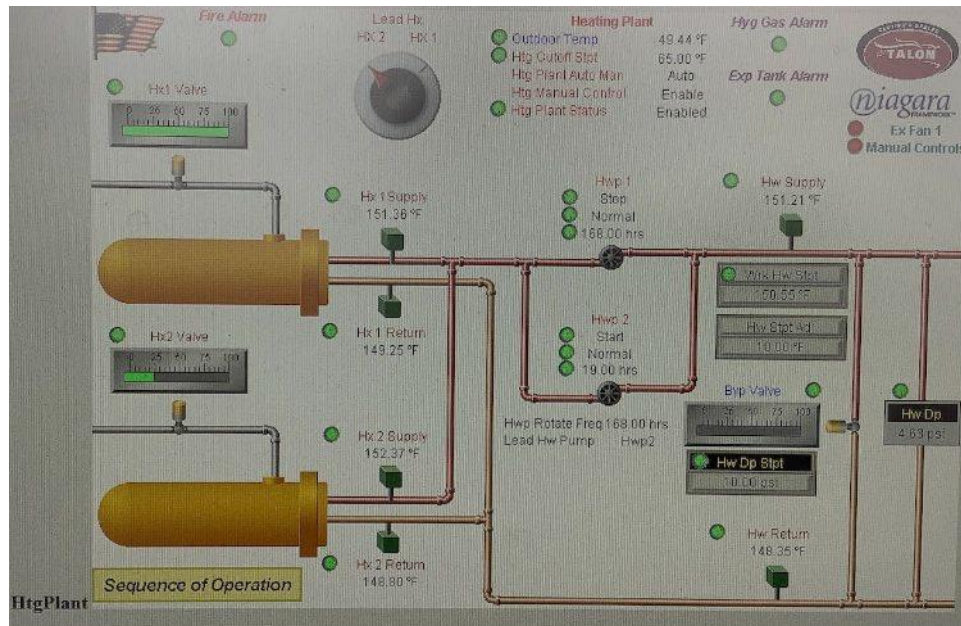 Fire Alarm
Lead Hx
HX 2 HX 1
Heating Plant
Outdoor Temp 49.44 °F
Htg Cutoff Stpt 65.00 °F
Htg Plant Auto Man Auto
Htg Manual Control Enable
Htg Plant Status Enabled
Hyg Gas Alarm
Exp Tank Alarm
TALON
niagara
FRAMEWORK
Ex Fan 1
Manual Controls
Hx1 Valve
0 25 50 75 100
Hx 1 Supply
151.36 °F
Hwp 1
Stop
Normal
168.00 hrs
Hw Supply
151.21 °F
Wrk Hw Stpt
150.55 °F
Hw Stpt Ad
10.00 °F
Hx 1 Return
149.25 °F
Hx2 Valve
0 25 50 75 100
Hwp 2
Start
Normal
19.00 hrs
Byp Valve
0 25 50 75 100
Hw Dp
4.63 psi
Hwp Rotate Freq 168.00 hrs
Lead Hw Pump Hwp2
Hx 2 Supply
152.37 °F
Hw Dp Stpt
10.00 psi
Hw Return
148.35 °F
Hx 2 Return
148.80 °F
Sequence of Operation
HtgPlant